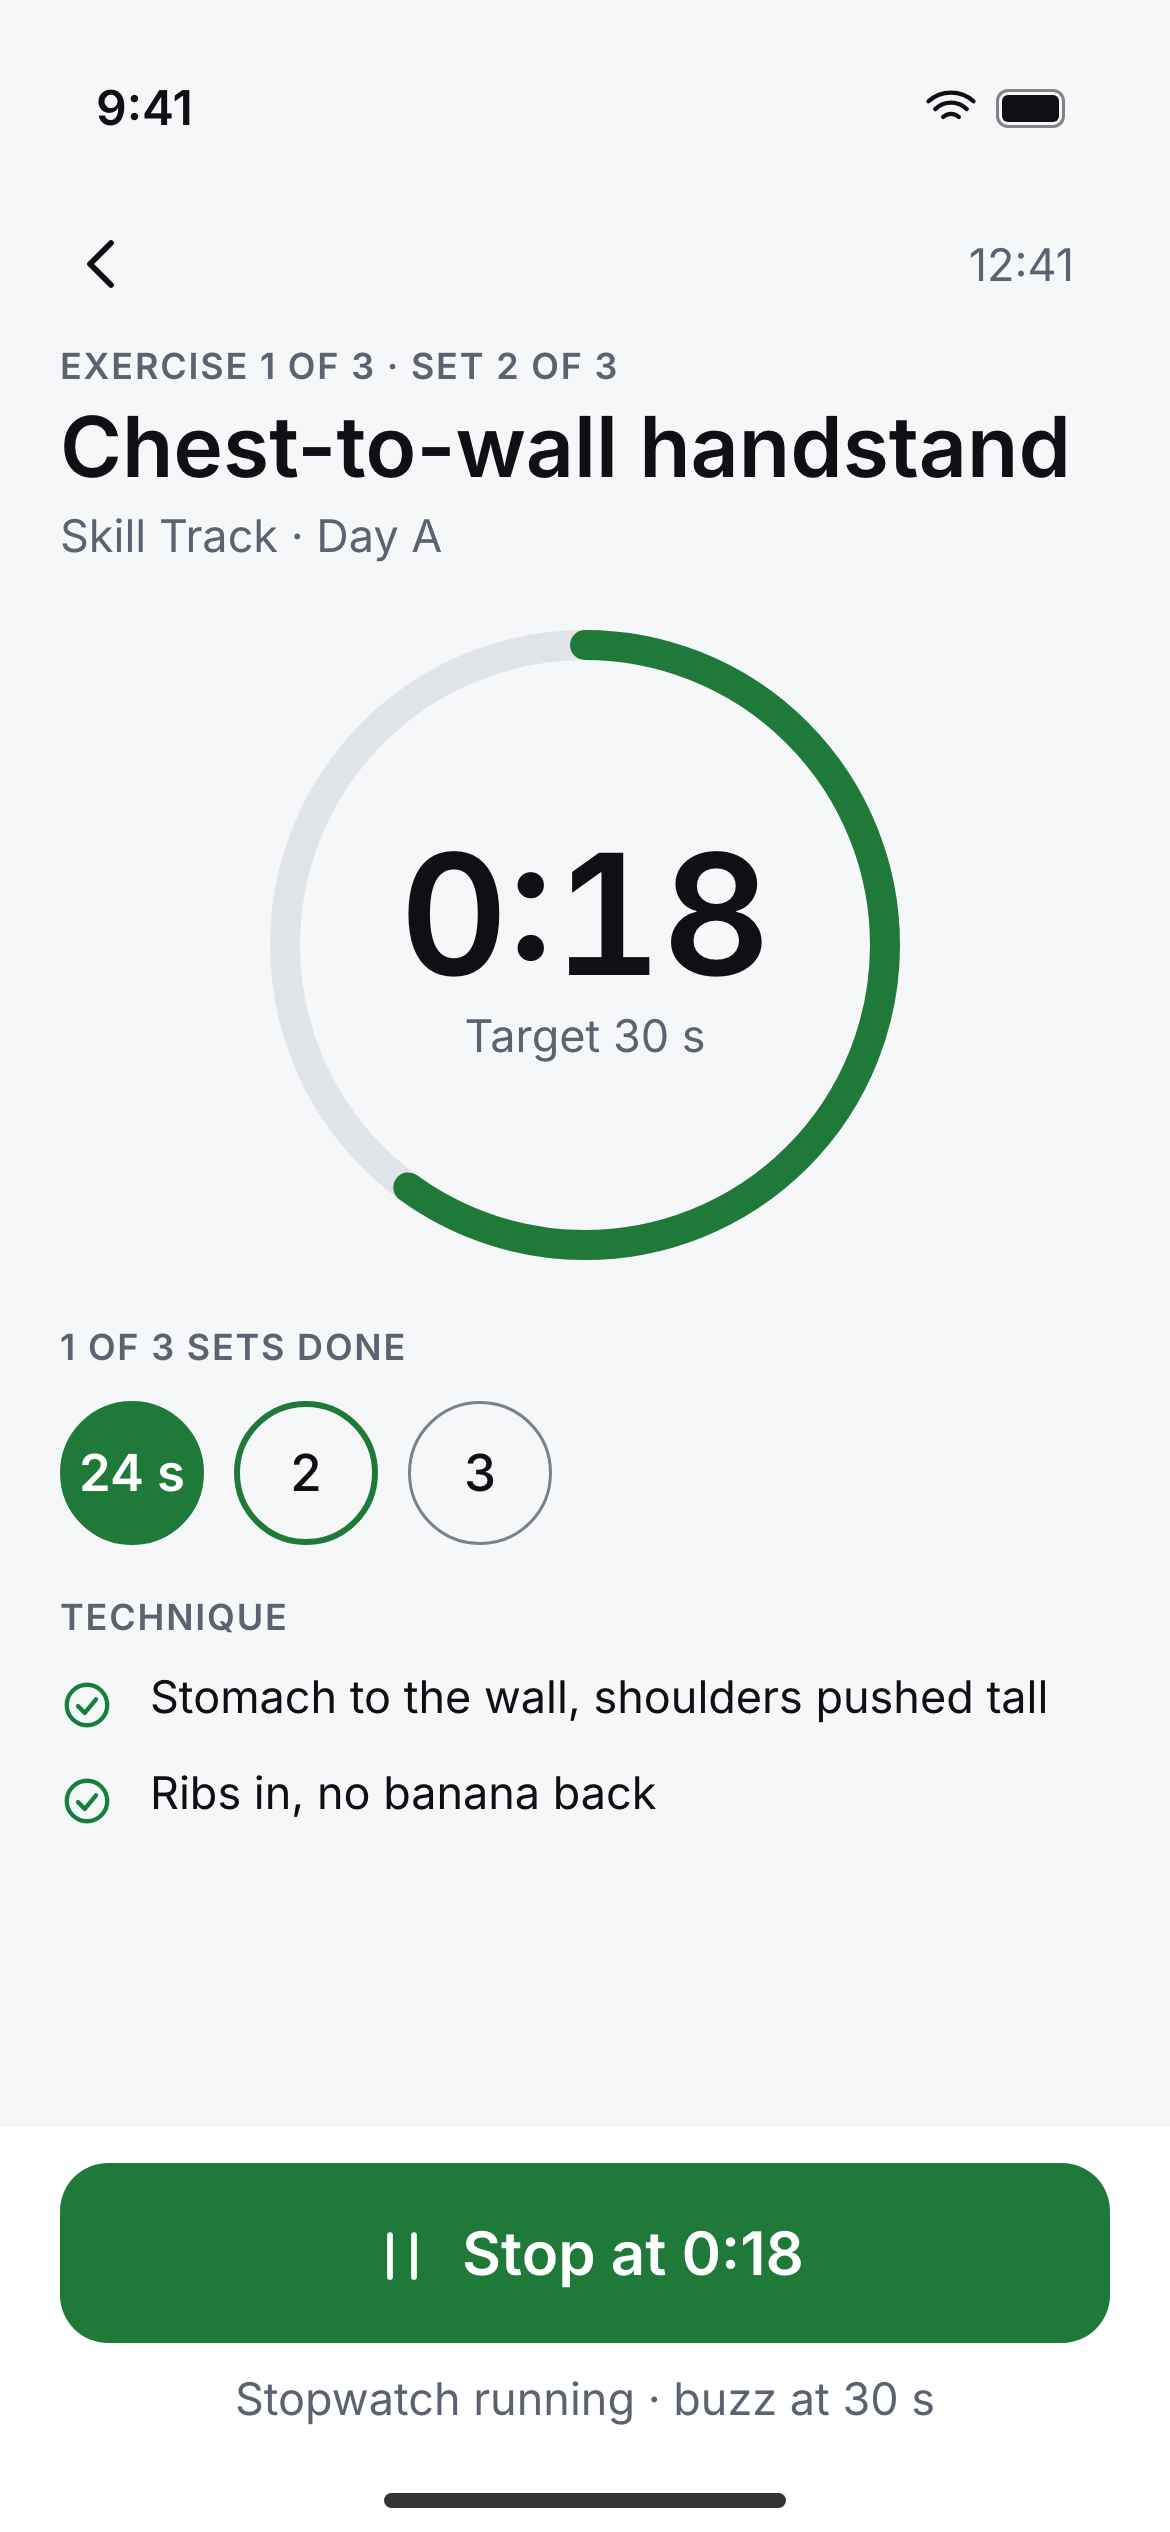 9:41
12:41
EXERCISE 1 OF 3 · SET 2 OF 3
Chest-to-wall handstand
Skill Track · Day A
0:18
Target 30 s
1 OF 3 SETS DONE
24 s 2 3
TECHNIQUE
Stomach to the wall, shoulders pushed tall
Ribs in, no banana back
Stop at 0:18
Stopwatch running · buzz at 30 s